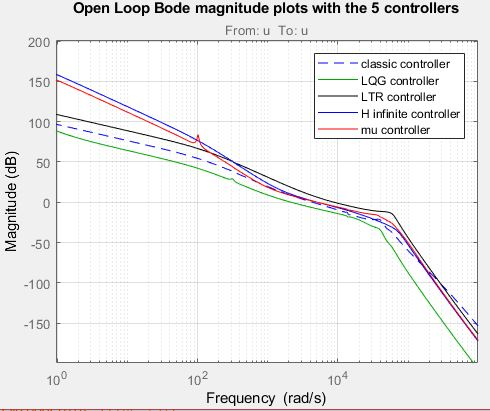 Open Loop Bode magnitude plots with the 5 controllers
From: u To: u
200
150
100
50
0
-50
-100
-150
Magnitude (dB)
classic controller
LQG controller
LTR controller
H infinite controller
mu controller
10^0
10^2
10^4
Frequency (rad/s)